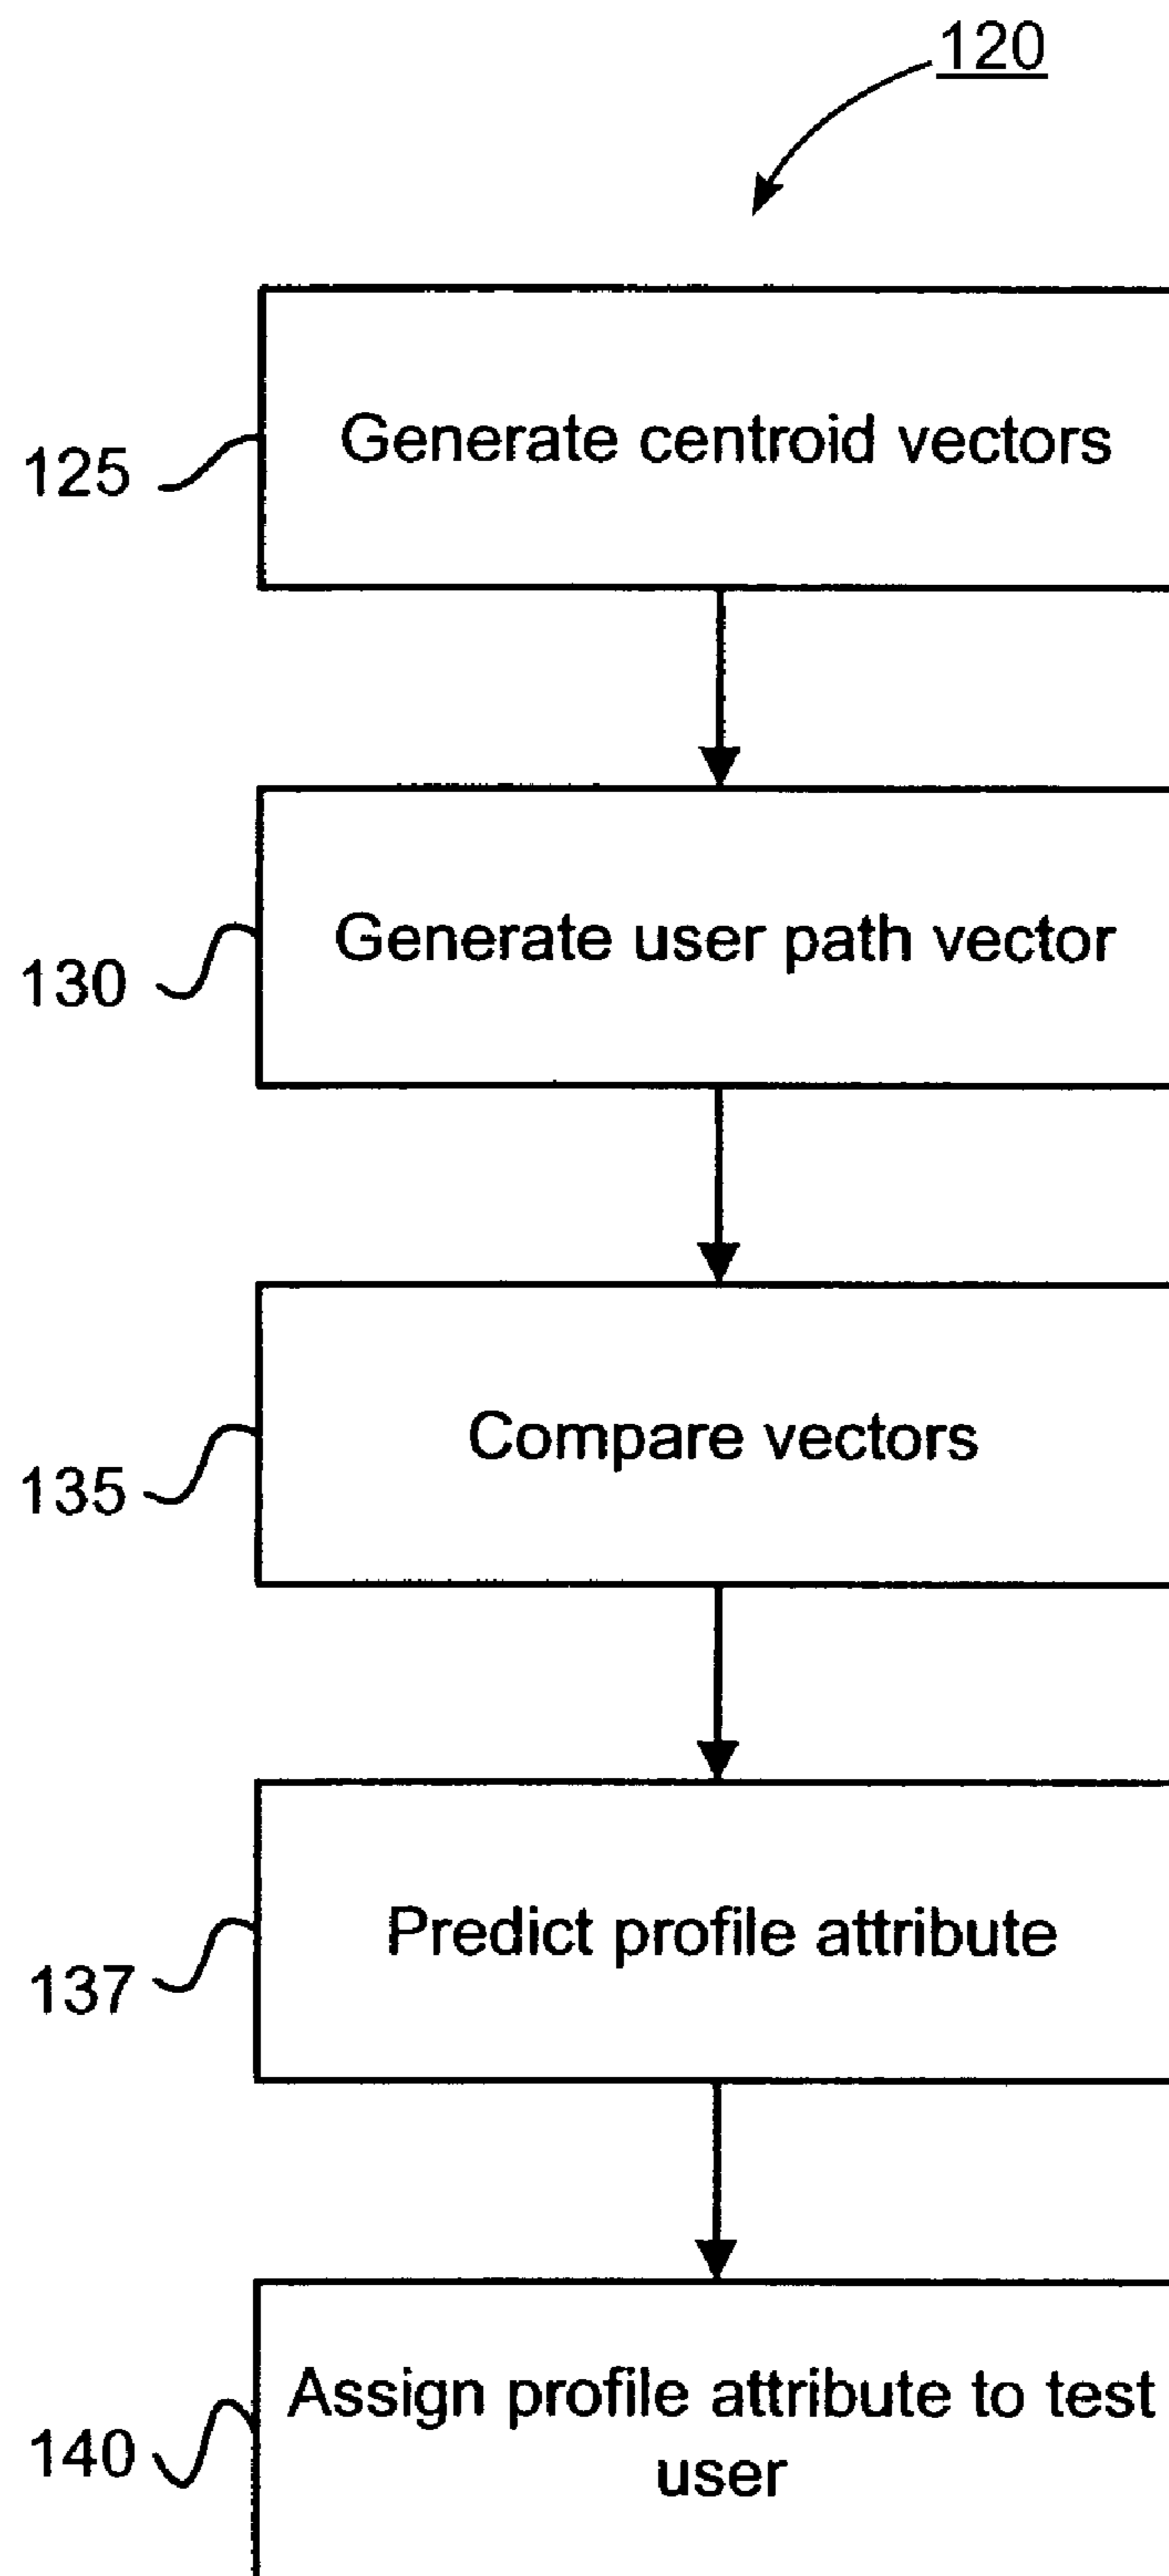 120
125
Generate centroid vectors
130
Generate user path vector
135
Compare vectors
137
Predict profile attribute
140
Assign profile attribute to test
user